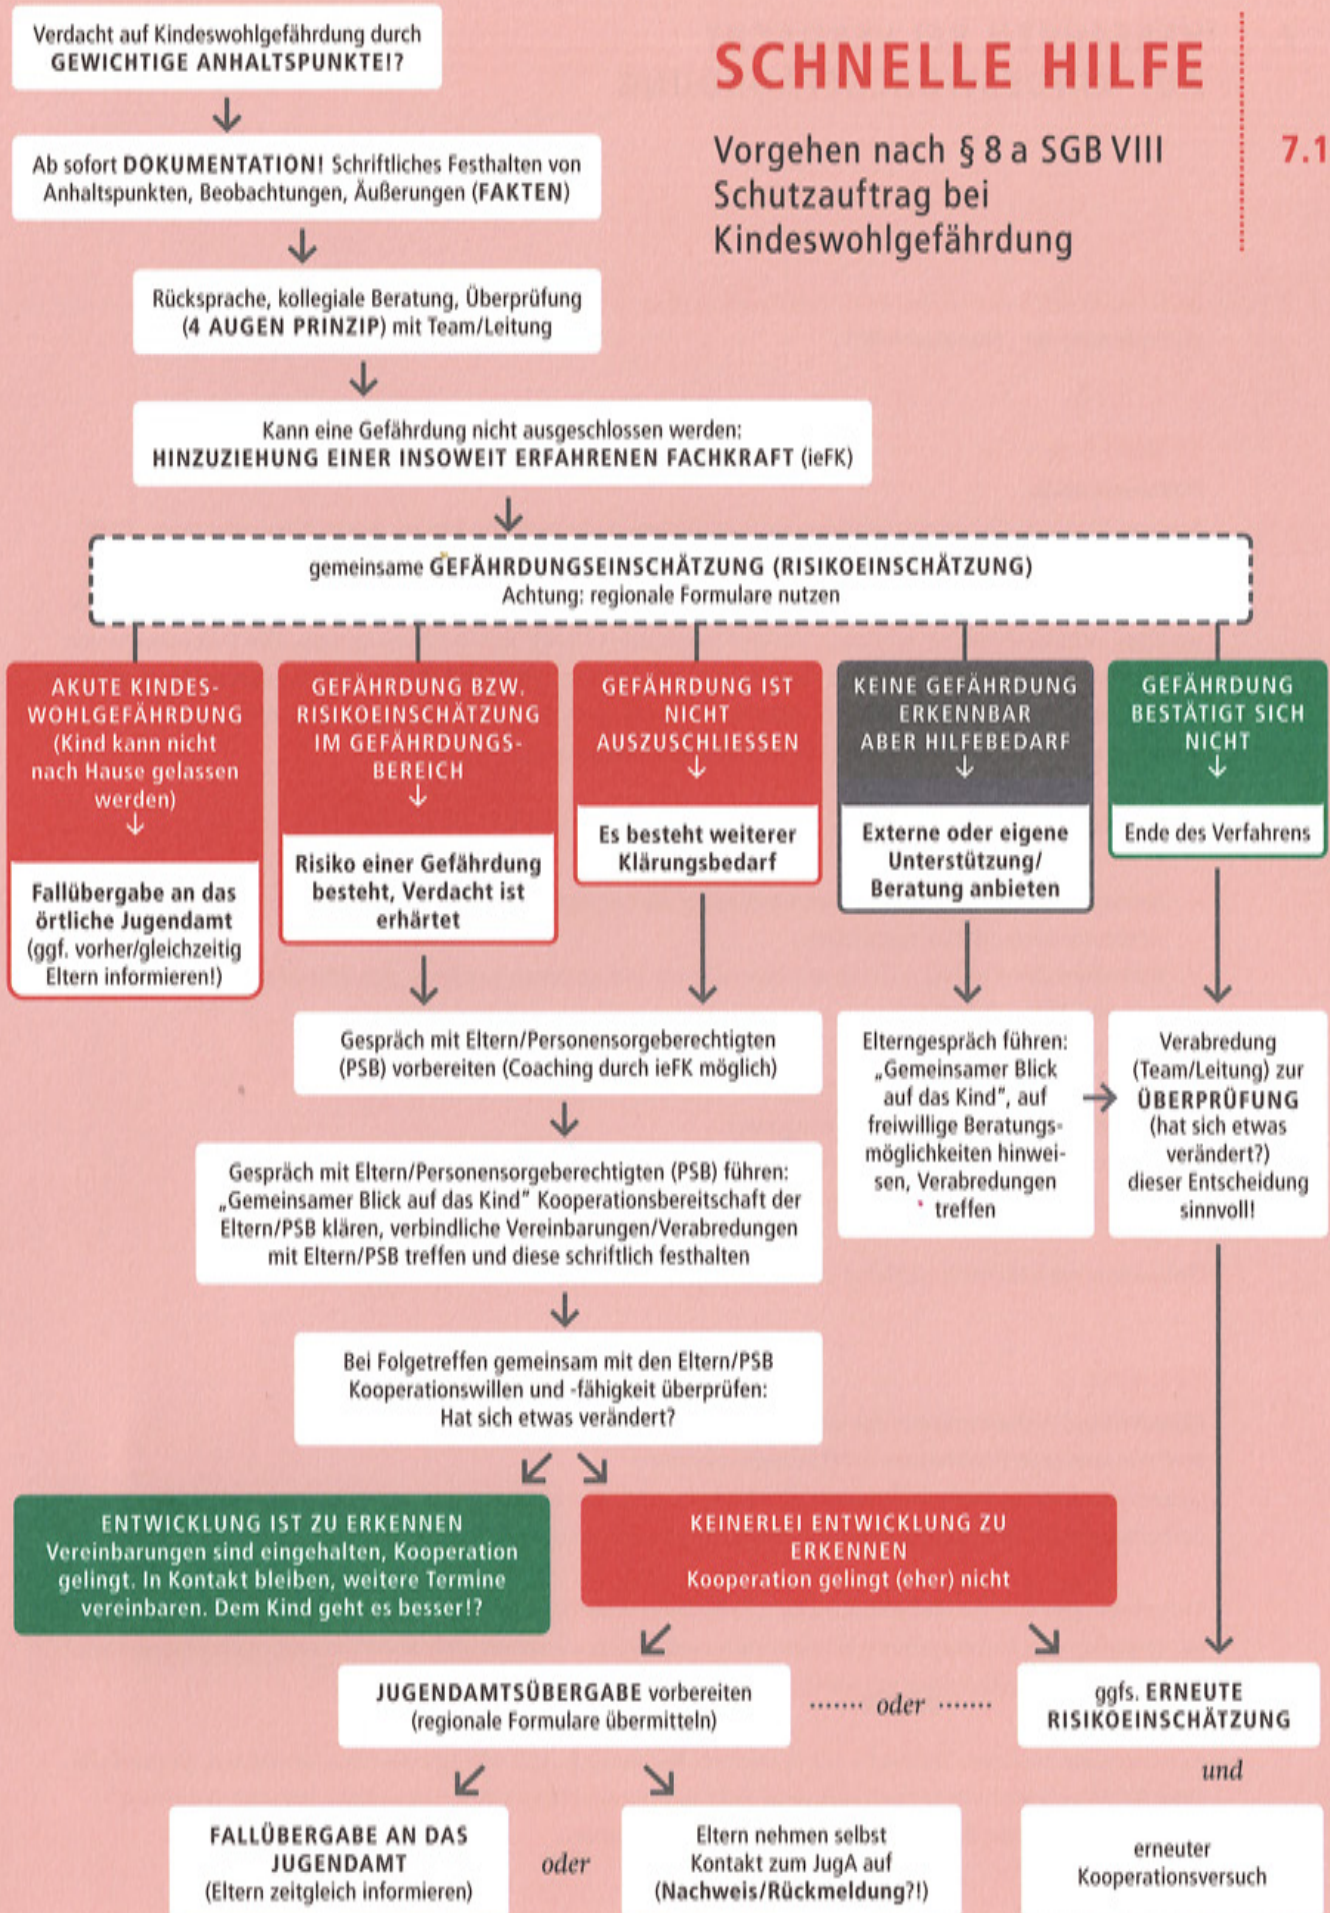 Verdacht auf Kindeswohlgefährdung durch
GEWICHTIGE ANHALTSPUNKTE!?
SCHNELLE HILFE
Vorgehen nach § 8 a SGB VIII
Schutzauftrag bei
Kindeswohlgefährdung
7.1
Ab sofort DOKUMENTATION! Schriftliches Festhalten von
Anhaltspunkten, Beobachtungen, Äußerungen (FAKTEN)
Rücksprache, kollegiale Beratung, Überprüfung
(4 AUGEN PRINZIP) mit Team/Leitung
Kann eine Gefährdung nicht ausgeschlossen werden:
HINZUZIEHUNG EINER INSOWEIT ERFAHRENEN FACHKRAFT (ieFK)
gemeinsame GEFÄHRDUNGSEINSCHÄTZUNG (RISIKOEINSCHÄTZUNG)
Achtung: regionale Formulare nutzen
AKUTE KINDES-
WOHLGEFÄHRDUNG
(Kind kann nicht
nach Hause gelassen
werden)
Fallübergabe an das
örtliche Jugendamt
(ggf. vorher/gleichzeitig
Eltern informieren!)
GEFÄHRDUNG BZW.
RISIKOEINSCHÄTZUNG
IM GEFÄHRDUNGS-
BEREICH
Risiko einer Gefährdung
besteht, Verdacht ist
erhärtet
GEFÄHRDUNG IST
NICHT
AUSZUSCHLIESSEN
Es besteht weiterer
Klärungsbedarf
KEINE GEFÄHRDUNG
ERKENNBAR
ABER HILFEBEDARF
Externe oder eigene
Unterstützung/
Beratung anbieten
GEFÄHRDUNG
BESTÄTIGT SICH
NICHT
Ende des Verfahrens
Gespräch mit Eltern/Personensorgeberechtigten
(PSB) vorbereiten (Coaching durch ieFK möglich)
Elterngespräch führen:
„Gemeinsamer Blick
auf das Kind", auf
freiwillige Beratungs-
möglichkeiten hinwei-
sen, Verabredungen
treffen
Verabredung
(Team/Leitung) zur
ÜBERPRÜFUNG
(hat sich etwas
verändert?)
dieser Entscheidung
sinnvoll!
Gespräch mit Eltern/Personensorgeberechtigten (PSB) führen:
„Gemeinsamer Blick auf das Kind" Kooperationsbereitschaft der
Eltern/PSB klären, verbindliche Vereinbarungen/Verabredungen
mit Eltern/PSB treffen und diese schriftlich festhalten
Bei Folgetreffen gemeinsam mit den Eltern/PSB
Kooperationswillen und -fähigkeit überprüfen:
Hat sich etwas verändert?
ENTWICKLUNG IST ZU ERKENNEN
Vereinbarungen sind eingehalten, Kooperation
gelingt. In Kontakt bleiben, weitere Termine
vereinbaren. Dem Kind geht es besser!?
KEINERLEI ENTWICKLUNG ZU
ERKENNEN
Kooperation gelingt (eher) nicht
JUGENDAMTSÜBERGABE vorbereiten
(regionale Formulare übermitteln)
....... oder .......
ggfs. ERNEUTE
RISIKOEINSCHÄTZUNG
und
FALLÜBERGABE AN DAS
JUGENDAMT
(Eltern zeitgleich informieren)
oder
Eltern nehmen selbst
Kontakt zum JugA auf
(Nachweis/Rückmeldung?!)
erneuter
Kooperationsversuch